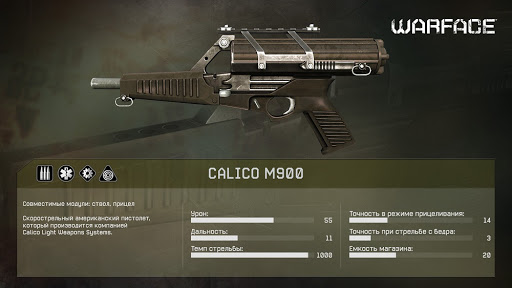 WARFACE
CALICO M900
Совместимые модули: ствол, прицел
Скорострельный американский пистолет,
который производится компанией
Calico Light Weapons Systems.
Урон: 55
Дальность: 11
Темп стрельбы: 1000
Точность в режиме прицеливания: 14
Точность при стрельбе с бедра: 3
Емкость магазина: 20